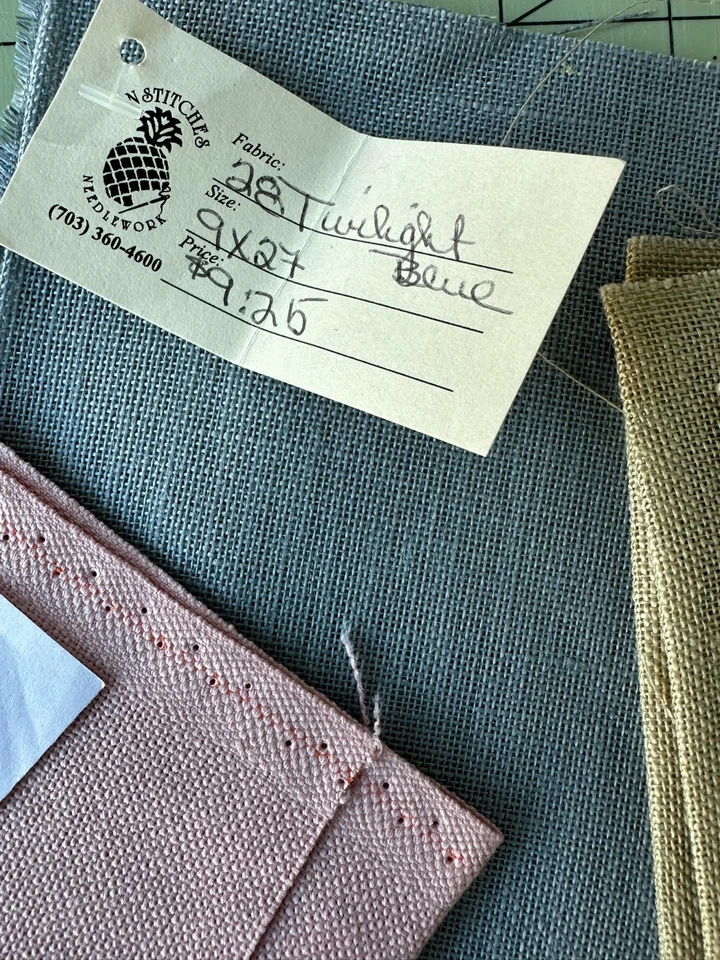 N STITCHES
NEEDLEWORK
(703) 360-4600
Fabric: 28 Twilight
Size: 9x27 Blue
Price: $9.25